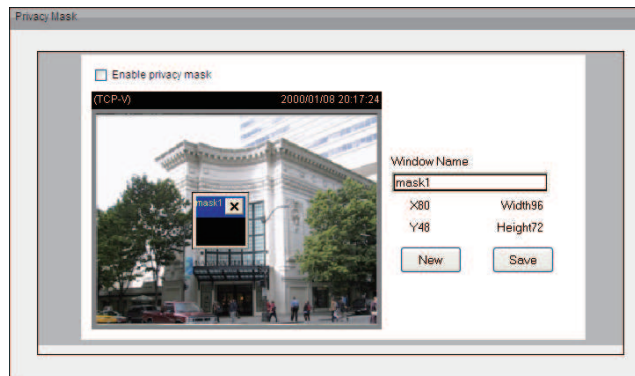 Privacy Mask
Enable privacy mask
(TCP-V) 2000/01/08 20:17:24
mask1
Window Name
mask1
X80 Width96
Y48 Height72
New Save